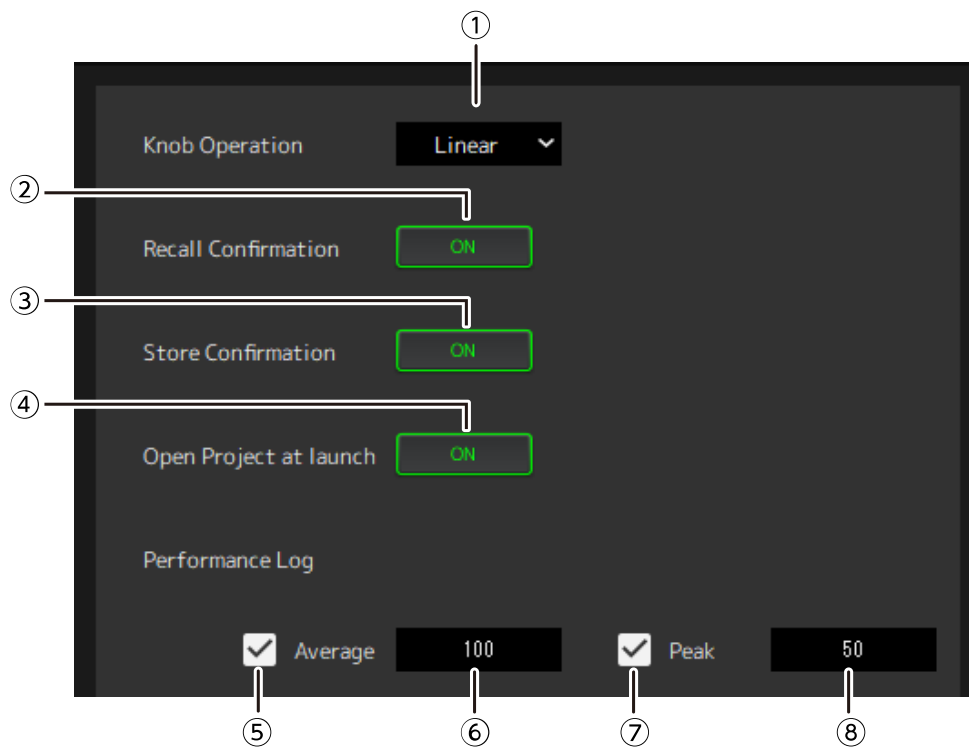 ①
Knob Operation Linear
②
Recall Confirmation ON
③
Store Confirmation ON
④
Open Project at launch ON
Performance Log
Average 100 Peak 50
⑤ ⑥ ⑦ ⑧